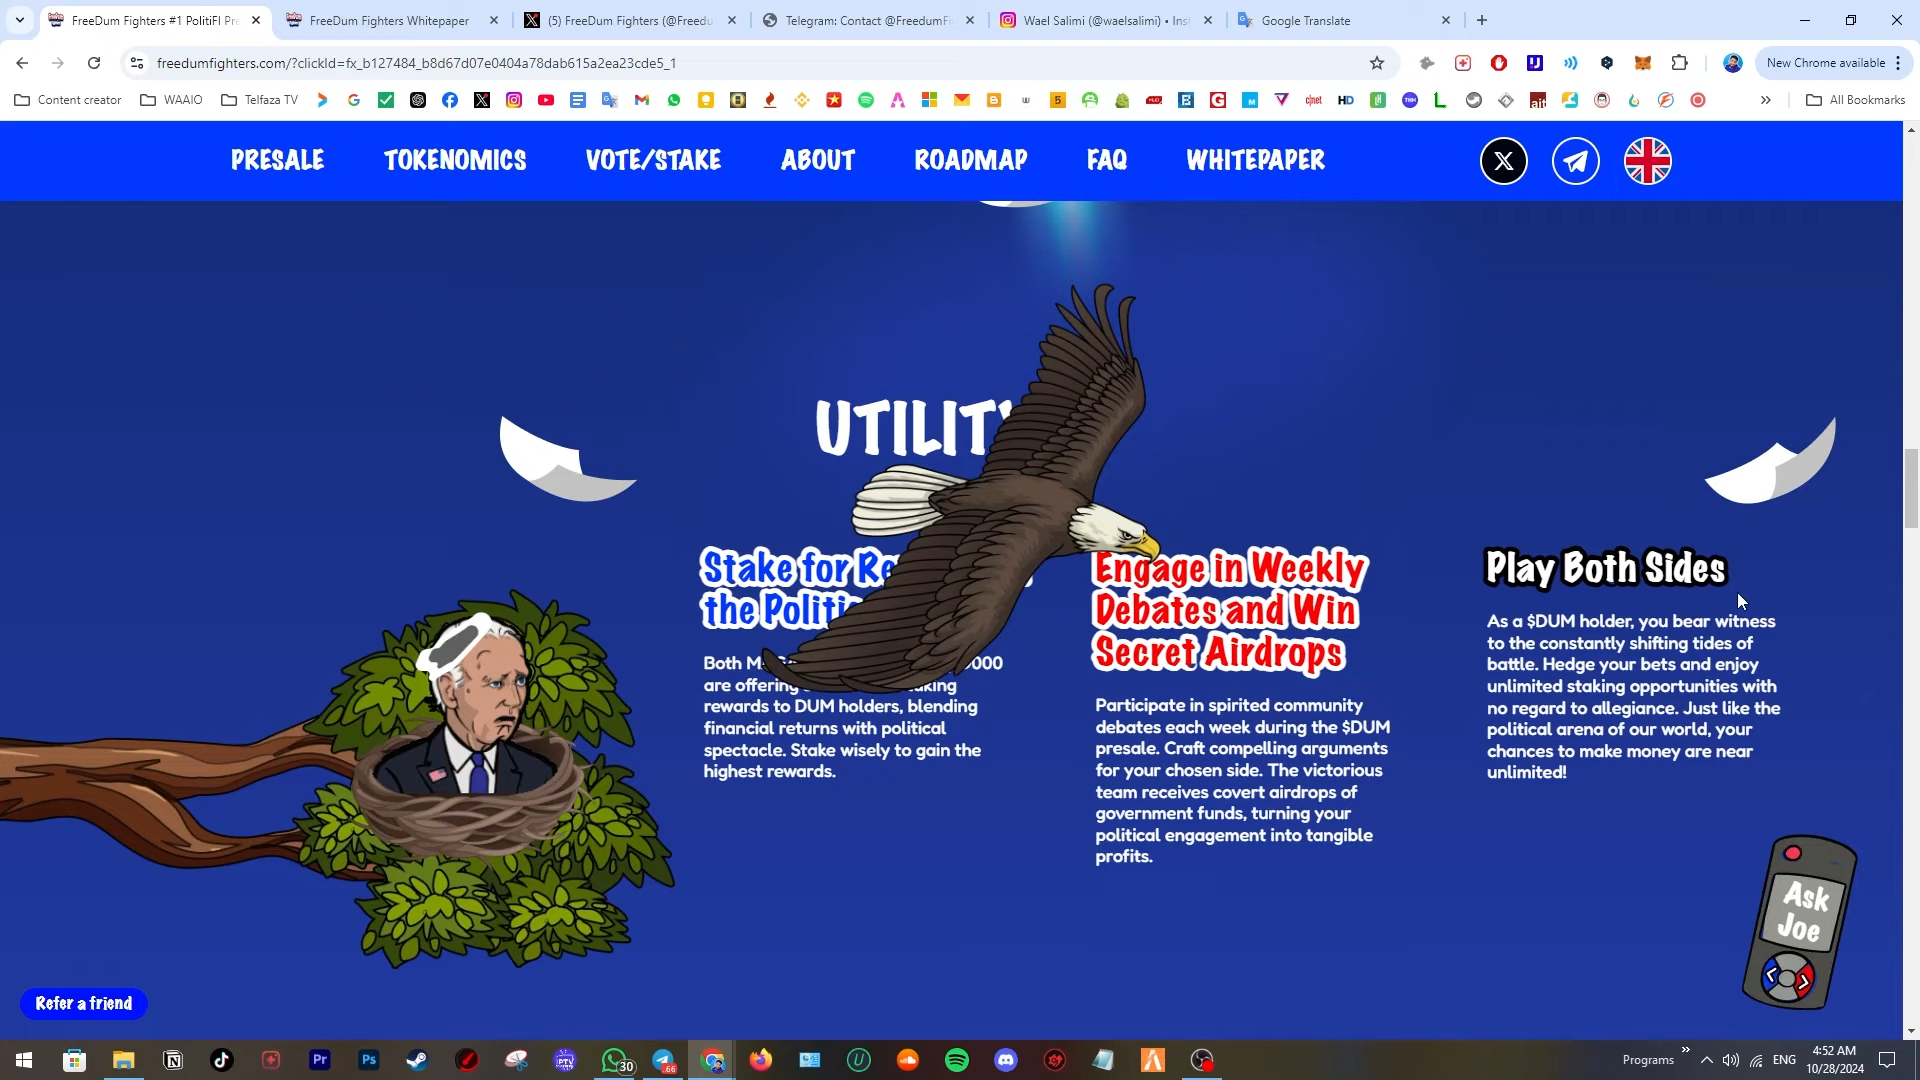 FreeDum Fighters #1 PolitiFI Pre
FreeDum Fighters Whitepaper
(5) FreeDum Fighters (@Freedu
Telegram: Contact @FreedumFi
Wael Salimi (@waelsalimi) • Ins
Google Translate
freedumfighters.com/?clickId=fx_b127484_b8d67d07e0404a78dab615a2ea23cde5_1
New Chrome available
Content creator
WAAIO
Telfaza TV
All Bookmarks
PRESALE
TOKENOMICS
VOTE/STAKE
ABOUT
ROADMAP
FAQ
WHITEPAPER
UTILIT
Stake for Re
the Politic
Both M
9000
are offering
staking
rewards to DUM holders, blending
financial returns with political
spectacle. Stake wisely to gain the
highest rewards.
Engage in Weekly
Debates and Win
Secret Airdrops
Participate in spirited community
debates each week during the $DUM
presale. Craft compelling arguments
for your chosen side. The victorious
team receives covert airdrops of
government funds, turning your
political engagement into tangible
profits.
Play Both Sides
As a $DUM holder, you bear witness
to the constantly shifting tides of
battle. Hedge your bets and enjoy
unlimited staking opportunities with
no regard to allegiance. Just like the
political arena of our world, your
chances to make money are near
unlimited!
Ask
Joe
Refer a friend
Programs
ENG
4:52 AM
10/28/2024
30
.66